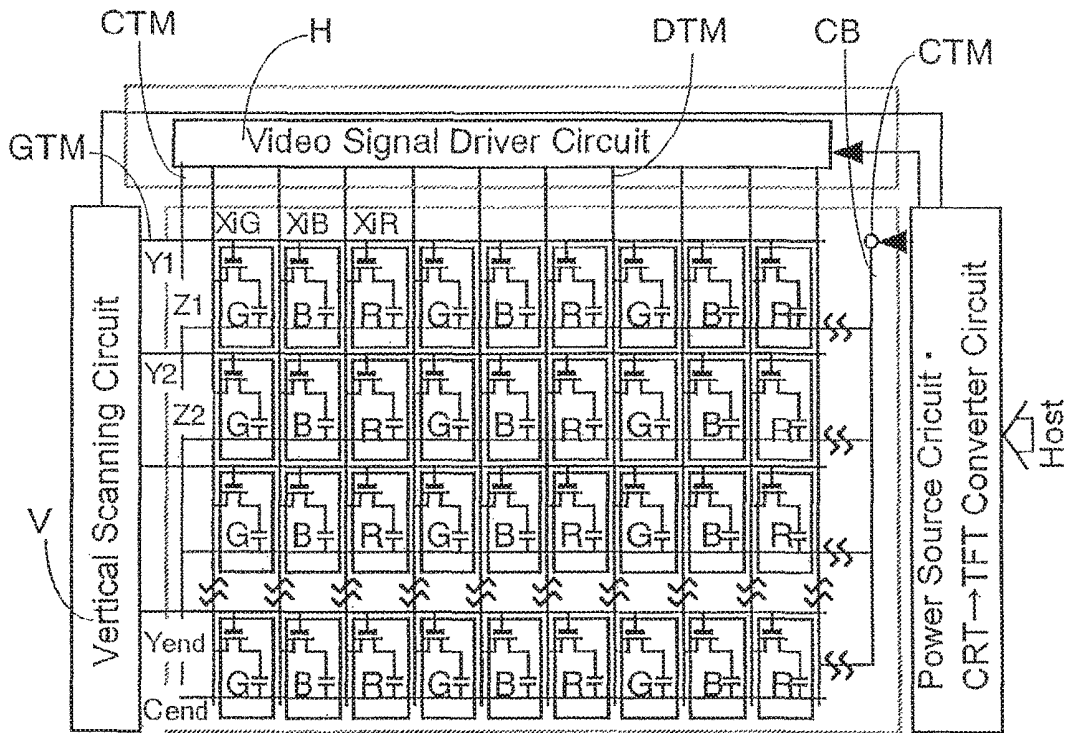 CTM H DTM CB CTM
GTM
Video Signal Driver Circuit
XiG XiB XiR
Y1
Z1 G B R G B R G B R
Y2
Z2 G B R G B R G B R
G B R G B R G B R
V
Yend
G B R G B R G B R
Cend
Vertical Scanning Circuit
Power Source Cricuit・
CRT→TFT Converter Circuit
Host